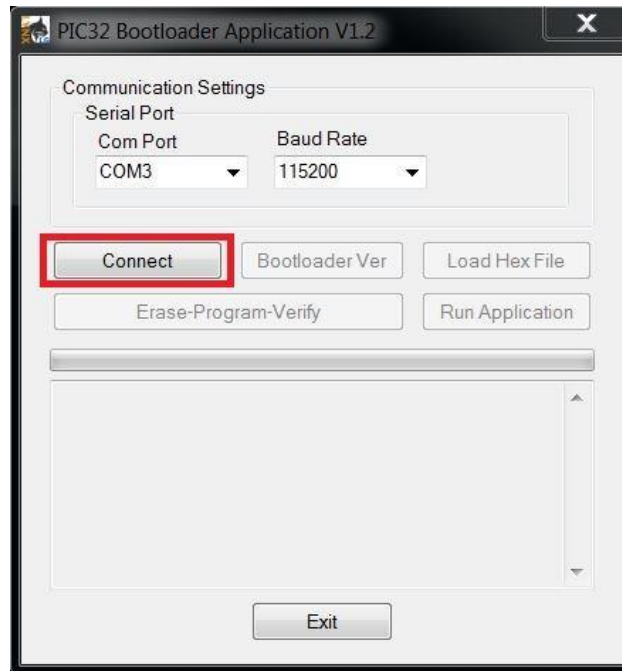 PIC32 Bootloader Application V1.2
Communication Settings
Serial Port
Com Port Baud Rate
COM3 115200
Connect Bootloader Ver Load Hex File
Erase-Program-Verify Run Application
Exit